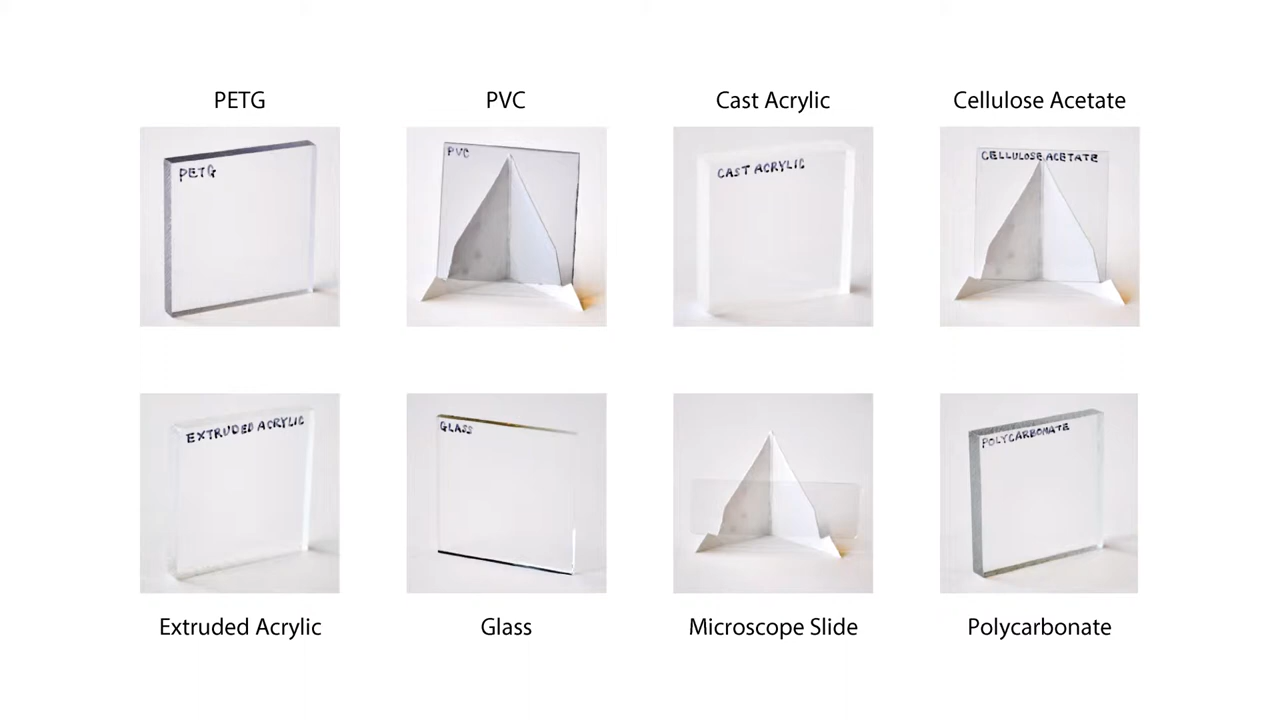 PETG
PVC
Cast Acrylic
Cellulose Acetate
PETG
PVC
CAST ACRYLIC
CELLULOSE ACETATE
EXTRUDED ACRYLIC
GLASS
POLYCARBONATE
Extruded Acrylic
Glass
Microscope Slide
Polycarbonate